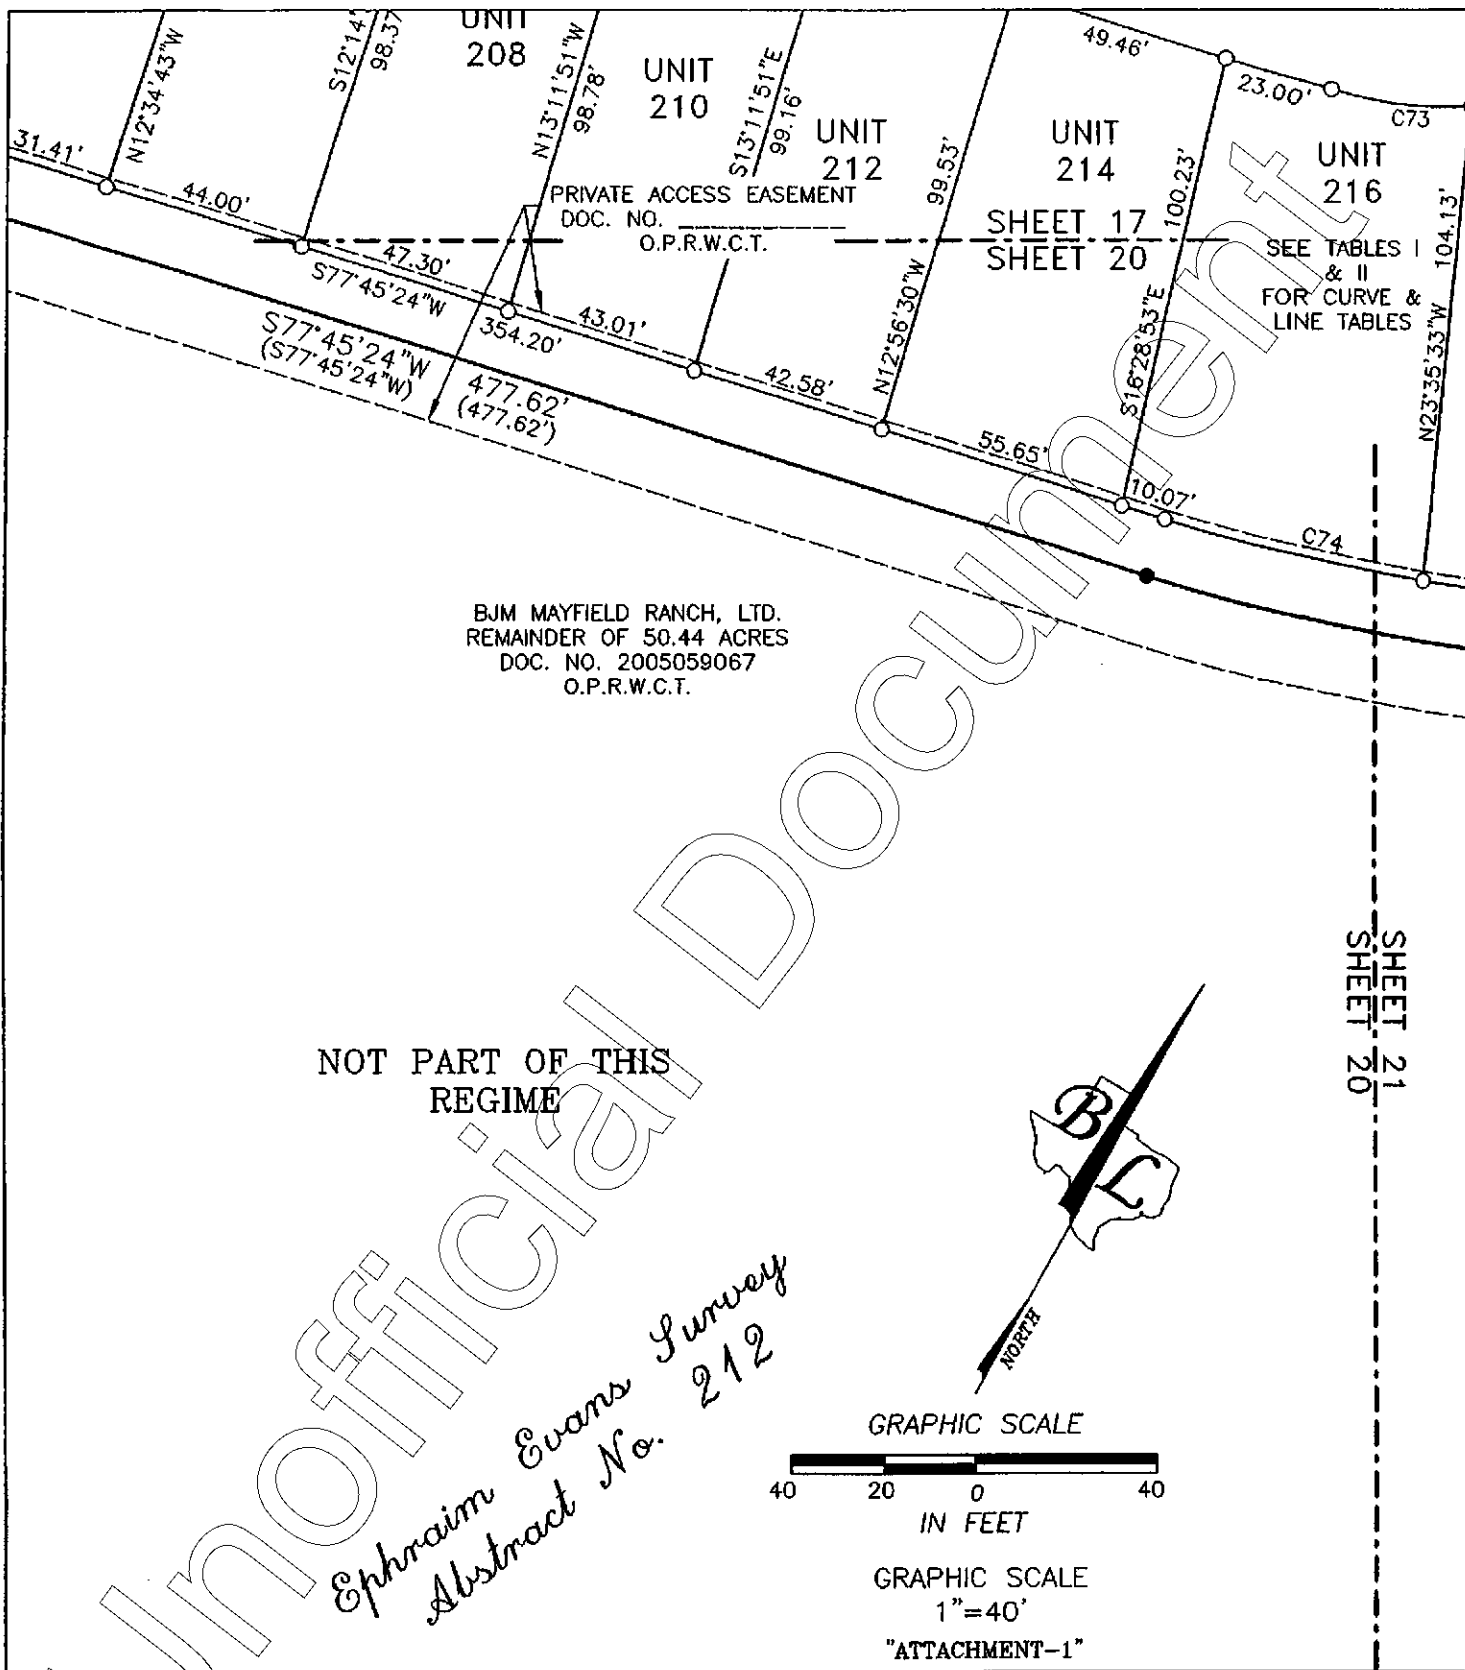 UNIT
208
UNIT
210
UNIT
212
UNIT
214
UNIT
216
49.46'
23.00'
C73
N12°34'43"W
S12°14'
98.37
N13°11'51"W
98.78'
S13°11'51"E
99.16'
99.53'
N12°56'30"W
100.23'
S16°28'53"E
104.13'
N23°35'33"W
31.41'
44.00'
47.30'
S77°45'24"W
354.20'
43.01'
42.58'
55.65'
10.07'
C74
PRIVATE ACCESS EASEMENT
DOC. NO.
O.P.R.W.C.T.
SHEET 17
SHEET 20
SEE TABLES I
& II
FOR CURVE &
LINE TABLES
S77°45'24"W
(S77°45'24"W)
477.62'
(477.62')
BJM MAYFIELD RANCH, LTD.
REMAINDER OF 50.44 ACRES
DOC. NO. 2005059067
O.P.R.W.C.T.
SHEET 21
SHEET 20
NOT PART OF THIS
REGIME
Unofficial Document
B
L
NORTH
Ephraim Evans Survey
Abstract No. 212
GRAPHIC SCALE
40 20 0 40
IN FEET
GRAPHIC SCALE
1"=40'
"ATTACHMENT-1"